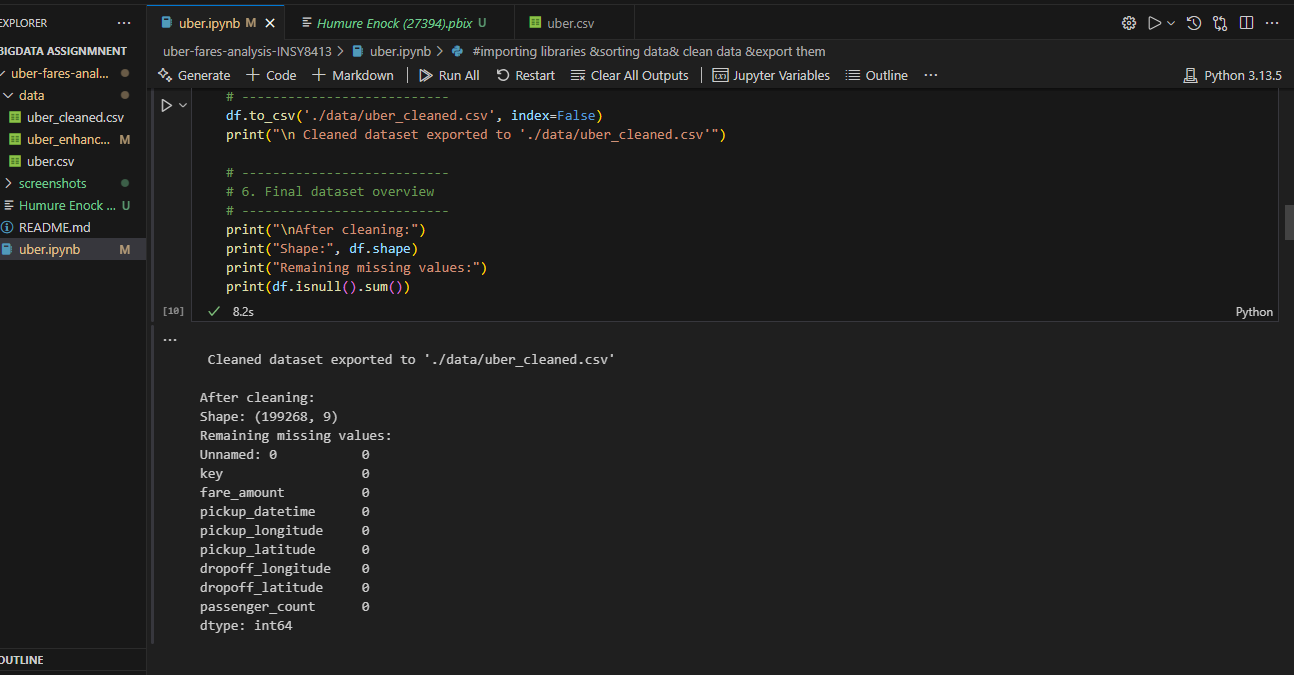 EXPLORER
···
BIGDATA ASSIGNMNENT
uber-fares-anal...
data
uber_cleaned.csv
uber_enhanc... M
uber.csv
screenshots
Humure Enock ... U
README.md
uber.ipynb M
OUTLINE
uber.ipynb M
Humure Enock (27394).pbix U
uber.csv
uber-fares-analysis-INSY8413 > uber.ipynb > #importing libraries &sorting data& clean data &export them
Generate + Code + Markdown | Run All Restart Clear All Outputs | Jupyter Variables Outline ···
Python 3.13.5
# ---------------------------
df.to_csv('./data/uber_cleaned.csv', index=False)
print("\n Cleaned dataset exported to './data/uber_cleaned.csv'")
# ---------------------------
# 6. Final dataset overview
# ---------------------------
print("\nAfter cleaning:")
print("Shape:", df.shape)
print("Remaining missing values:")
print(df.isnull().sum())
[10] 8.2s
Python
···
Cleaned dataset exported to './data/uber_cleaned.csv'
After cleaning:
Shape: (199268, 9)
Remaining missing values:
Unnamed: 0 0
key 0
fare_amount 0
pickup_datetime 0
pickup_longitude 0
pickup_latitude 0
dropoff_longitude 0
dropoff_latitude 0
passenger_count 0
dtype: int64